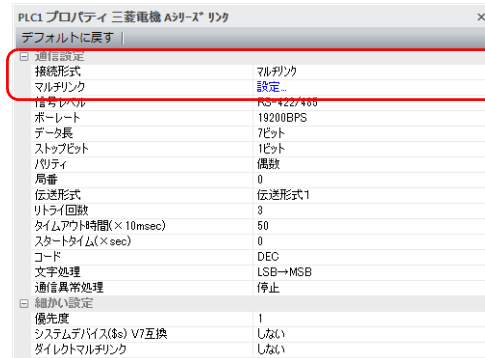 PLC1 プロパティ 三菱電機 Aｼﾘｰｽﾞ ﾘﾝｸ ×
デフォルトに戻す
通信設定
接続形式 ﾏﾙﾁﾘﾝｸ
マルチリンク 設定...
信号レベル RS-422/485
ボーレート 19200BPS
データ長 7ビット
ストップビット 1ビット
パリティ 偶数
局番 0
伝送形式 伝送形式1
リトライ回数 3
タイムアウト時間(×10msec) 50
スタートタイム(×sec) 0
コード DEC
文字処理 LSB→MSB
通信異常処理 停止
細かい設定
優先度 1
システムデバイス($s) V7互換 しない
ダイレクトマルチリンク しない